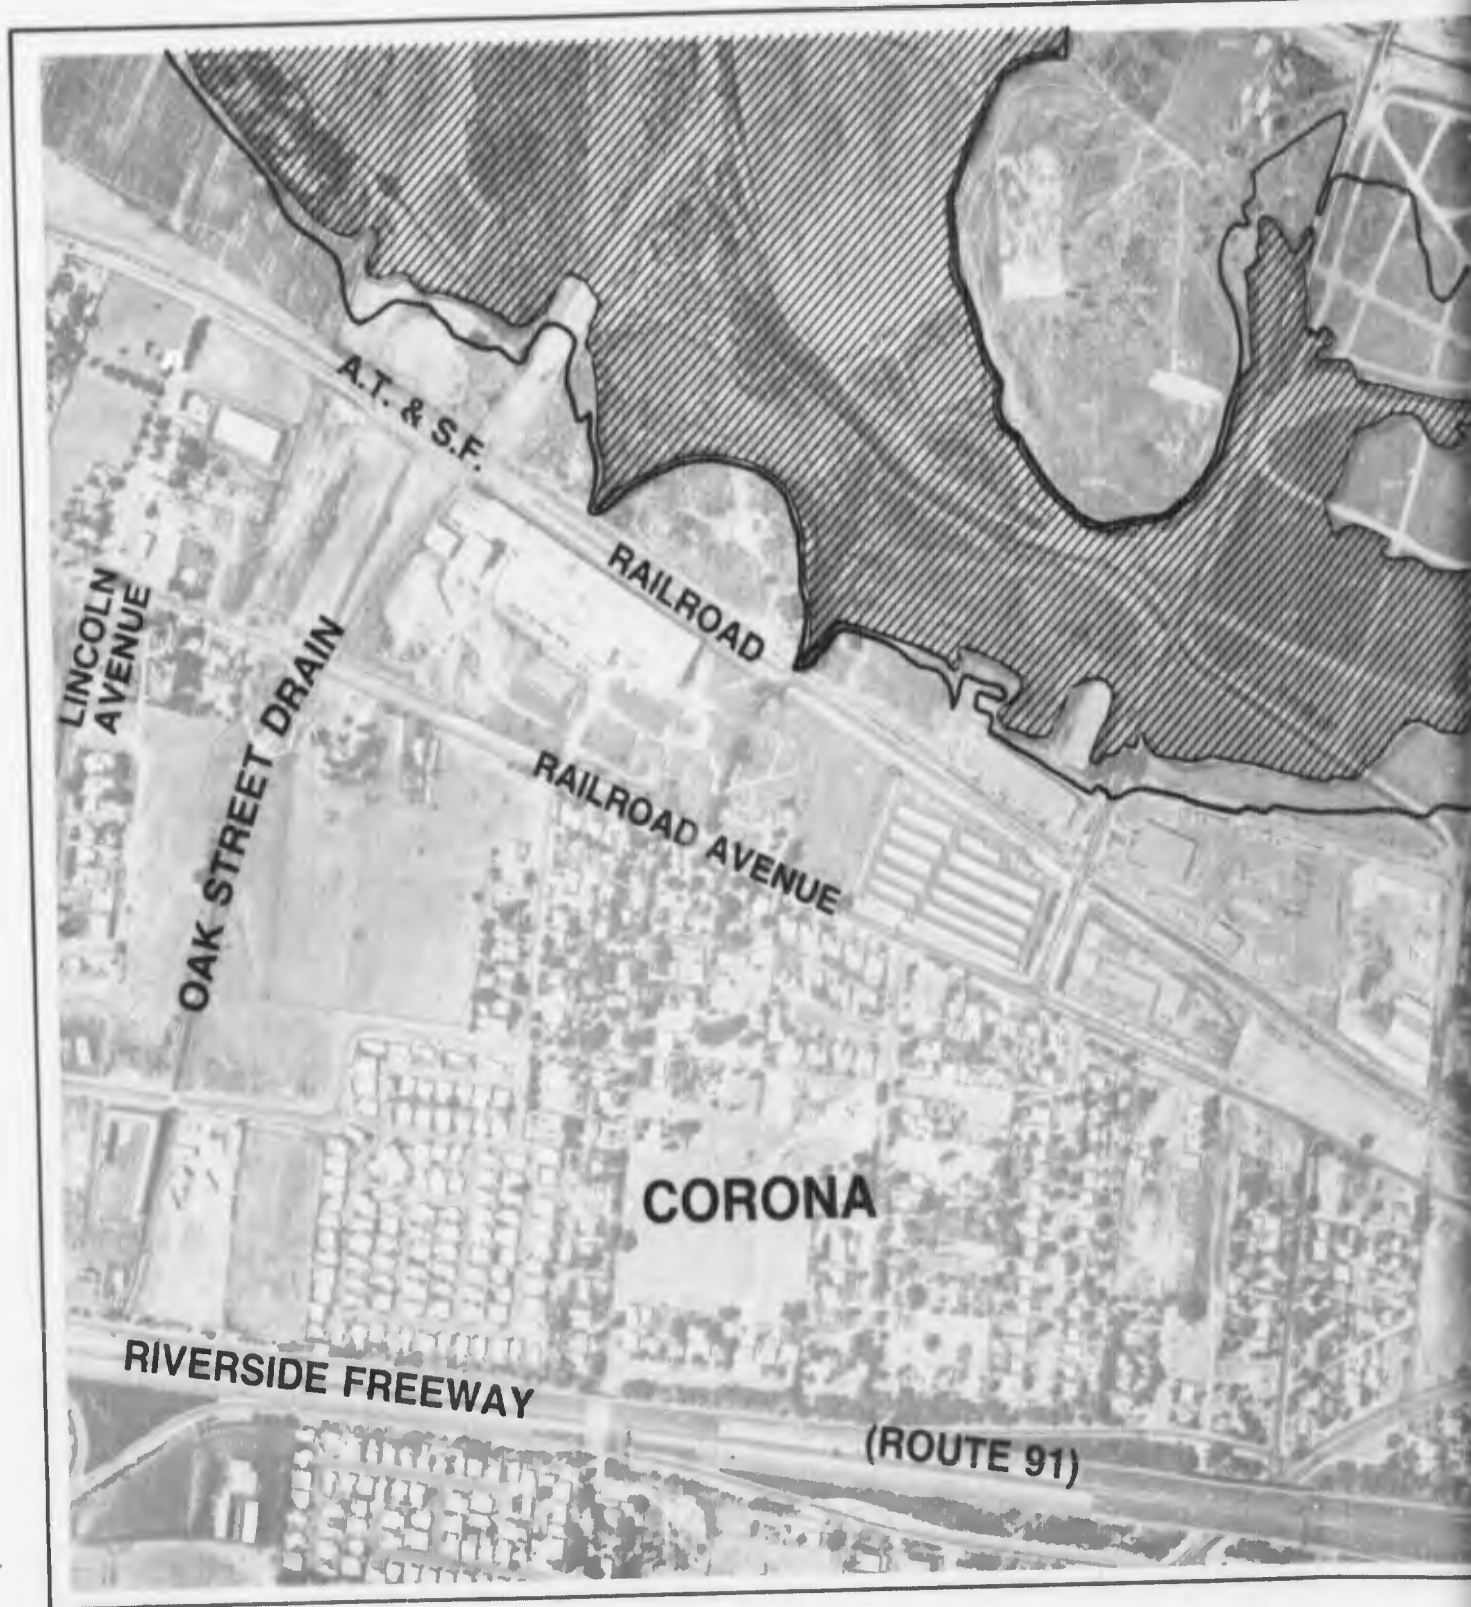 A.T. & S.F.
RAILROAD
LINCOLN
AVENUE
OAK STREET DRAIN
RAILROAD AVENUE
CORONA
RIVERSIDE FREEWAY
(ROUTE 91)